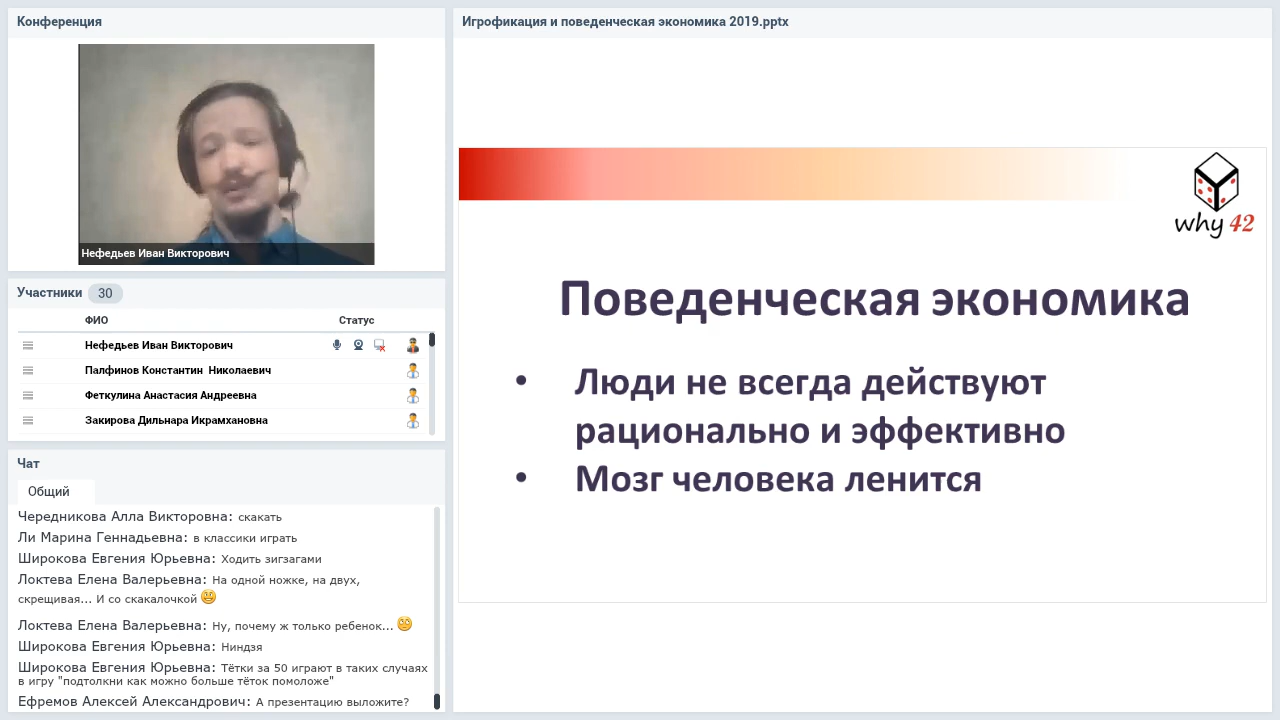 Конференция
Нефедьев Иван Викторович
Участники 30
ФИО Статус
Нефедьев Иван Викторович
Палфинов Константин Николаевич
Феткулина Анастасия Андреевна
Закирова Дильнара Икрамхановна
Чат
Общий
Чередникова Алла Викторовна: скакать
Ли Марина Геннадьевна: в классики играть
Широкова Евгения Юрьевна: Ходить зигзагами
Локтева Елена Валерьевна: На одной ножке, на двух,
скрещивая... И со скакалочкой
Локтева Елена Валерьевна: Ну, почему ж только ребенок...
Широкова Евгения Юрьевна: Ниндзя
Широкова Евгения Юрьевна: Тётки за 50 играют в таких случаях
в игру "подтолкни как можно больше тёток помоложе"
Ефремов Алексей Александрович: А презентацию выложите?
Игрофикация и поведенческая экономика 2019.pptx
why 42
Поведенческая экономика
• Люди не всегда действуют
рационально и эффективно
• Мозг человека ленится